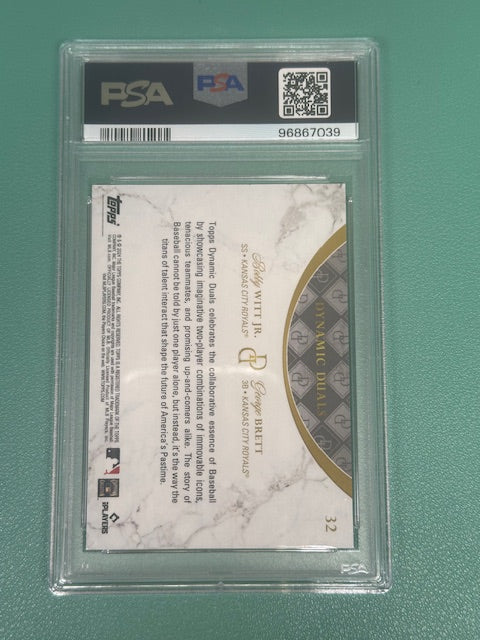 PSA
PSA
96867039
DYNAMIC DUALS
32
Bobby WITT JR.
SS • KANSAS CITY ROYALS®
George BRETT
3B • KANSAS CITY ROYALS®
Topps Dynamic Duals celebrates the collaborative essence of Baseball
by showcasing imaginative two-player combinations of immovable icons,
tenacious teammates, and promising up-and-comers alike. The story of
Baseball cannot be told by just one player alone, but instead, it's the way the
titans of talent interact that shape the future of America's Pastime.
topps
PLAYERS
PSA